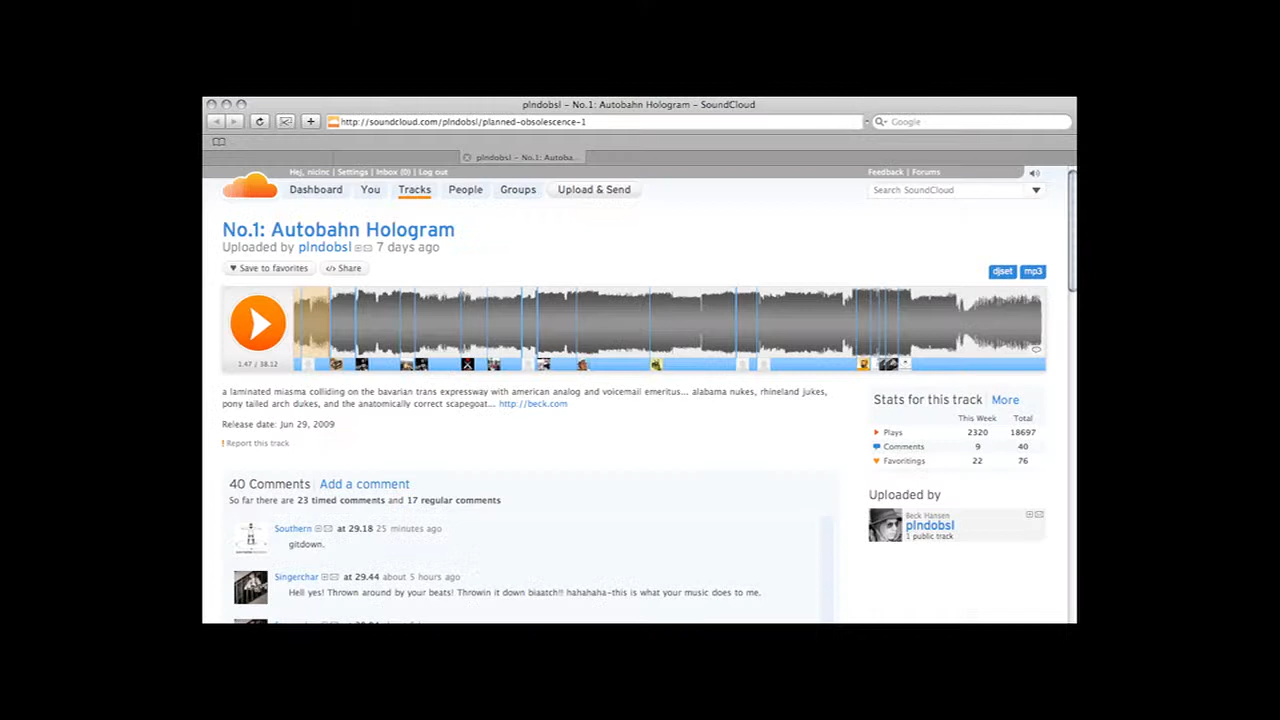 plndobsl – No.1: Autobahn Hologram – SoundCloud
http://soundcloud.com/plndobsl/planned-obsolescence-1
Google
plndobsl – No.1: Autoba...
Hej, nicinc | Settings | Inbox (0) | Log out
Feedback | Forums
Dashboard You Tracks People Groups Upload & Send
Search SoundCloud
No.1: Autobahn Hologram
Uploaded by plndobsl 7 days ago
Save to favorites </> Share
djset mp3
1.47 / 38.12
a laminated miasma colliding on the bavarian trans expressway with american analog and voicemail emeritus... alabama nukes, rhineland jukes,
pony tailed arch dukes, and the anatomically correct scapegoat... http://beck.com
Release date: Jun 29, 2009
! Report this track
Stats for this track | More
This Week Total
Plays 2320 18697
Comments 9 40
Favoritings 22 76
40 Comments | Add a comment
So far there are 23 timed comments and 17 regular comments
Southern at 29.18 25 minutes ago
gitdown.
Singerchar at 29.44 about 5 hours ago
Hell yes! Thrown around by your beats! Throwin it down biaatch!! hahahaha-this is what your music does to me.
Uploaded by
Beck Hansen
plndobsl
1 public track